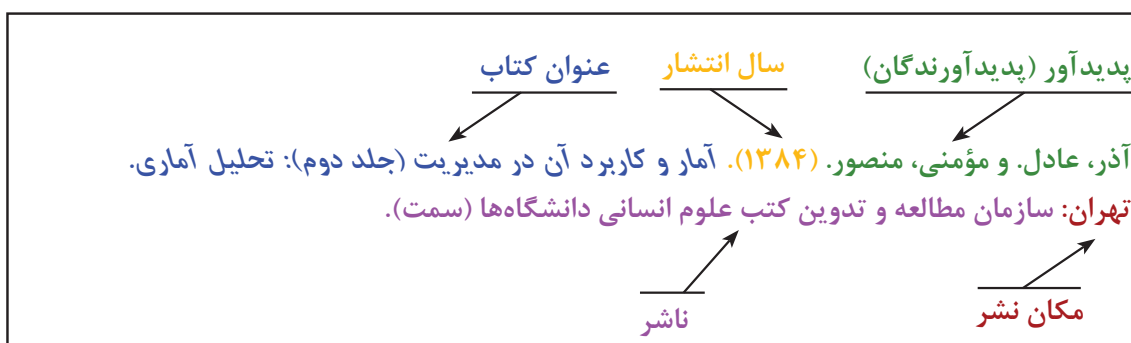 پدیدآور (پدیدآورندگان) سال انتشار عنوان کتاب
آذر، عادل. و مؤمنی، منصور. (۱۳۸۴). آمار و کاربرد آن در مدیریت (جلد دوم): تحلیل آماری.
تهران: سازمان مطالعه و تدوین کتب علوم انسانی دانشگاه‌ها (سمت).
مکان نشر ناشر